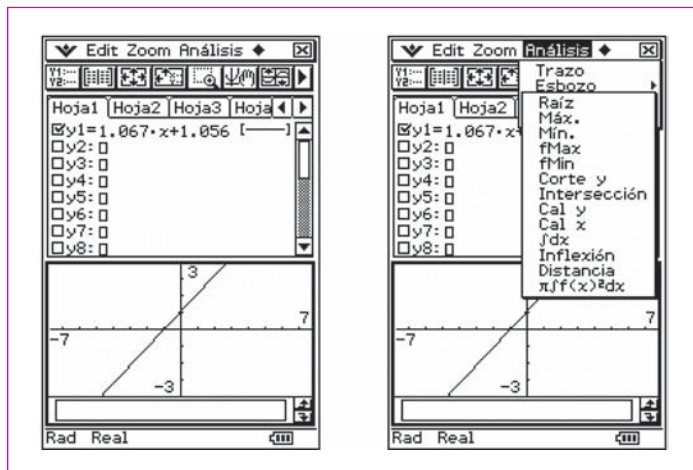 Edit Zoom Análisis
Hoja1 Hoja2 Hoja3 Hoja
y1=1.067·x+1.056 [—]
y2:
y3:
y4:
y5:
y6:
y7:
y8:
3
7
-7
-3
Rad Real
Edit Zoom Análisis
Trazo
Esbozo
Hoja1 Hoja2
Raíz
Máx.
Mín.
fMax
fMin
Corte y
Intersección
Cal y
Cal x
∫dx
Inflexión
Distancia
π∫f(x)²dx
y1=1.067·x+
y2:
y3:
y4:
y5:
y6:
y7:
y8:
7
-7
-3
Rad Real